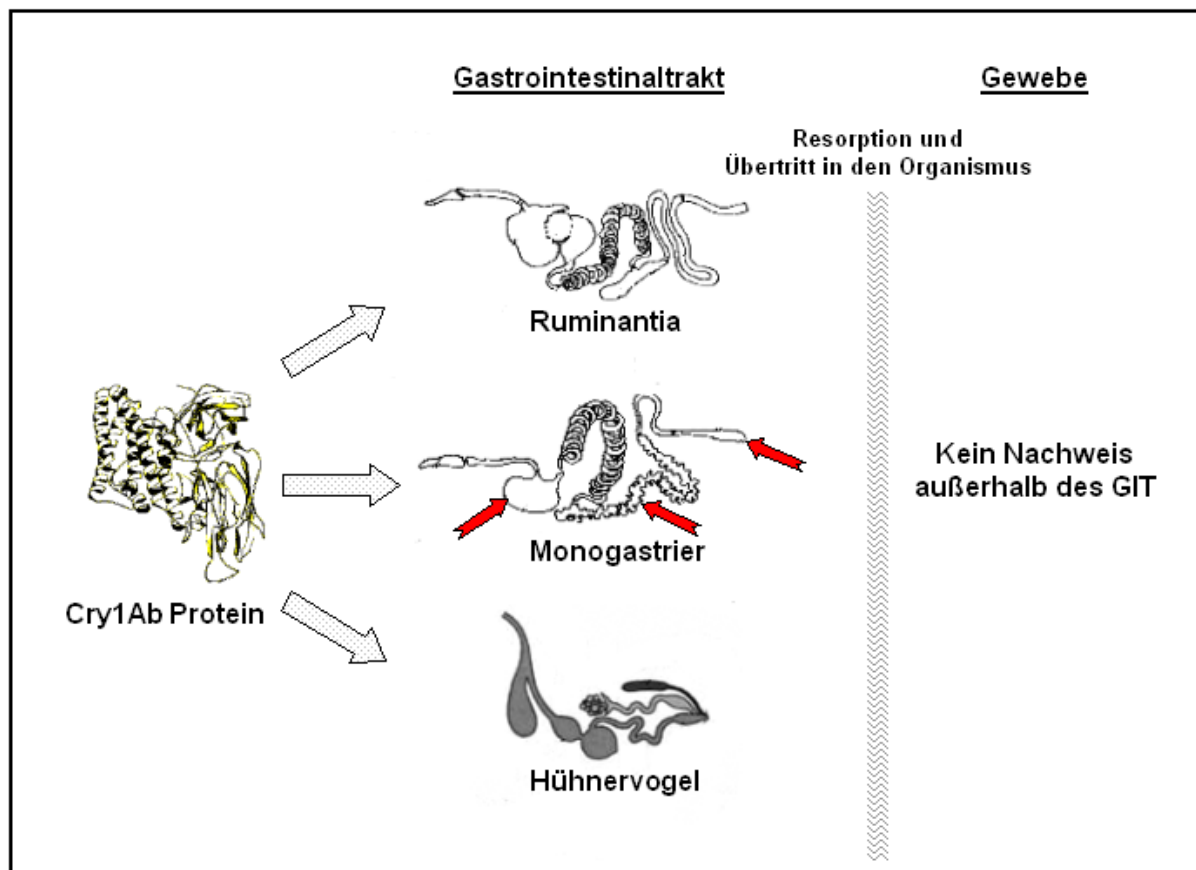 Gastrointestinaltrakt
Gewebe
Resorption und
Übertritt in den Organismus
Ruminantia
Cry1Ab Protein
Monogastrier
Kein Nachweis
außerhalb des GIT
Hühnervogel